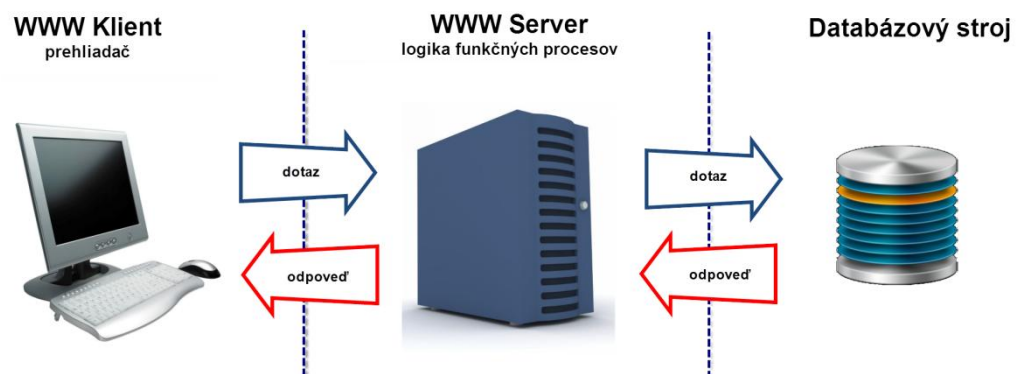 WWW Klient
prehliadač
WWW Server
logika funkčných procesov
Databázový stroj
dotaz
dotaz
odpoveď
odpoveď